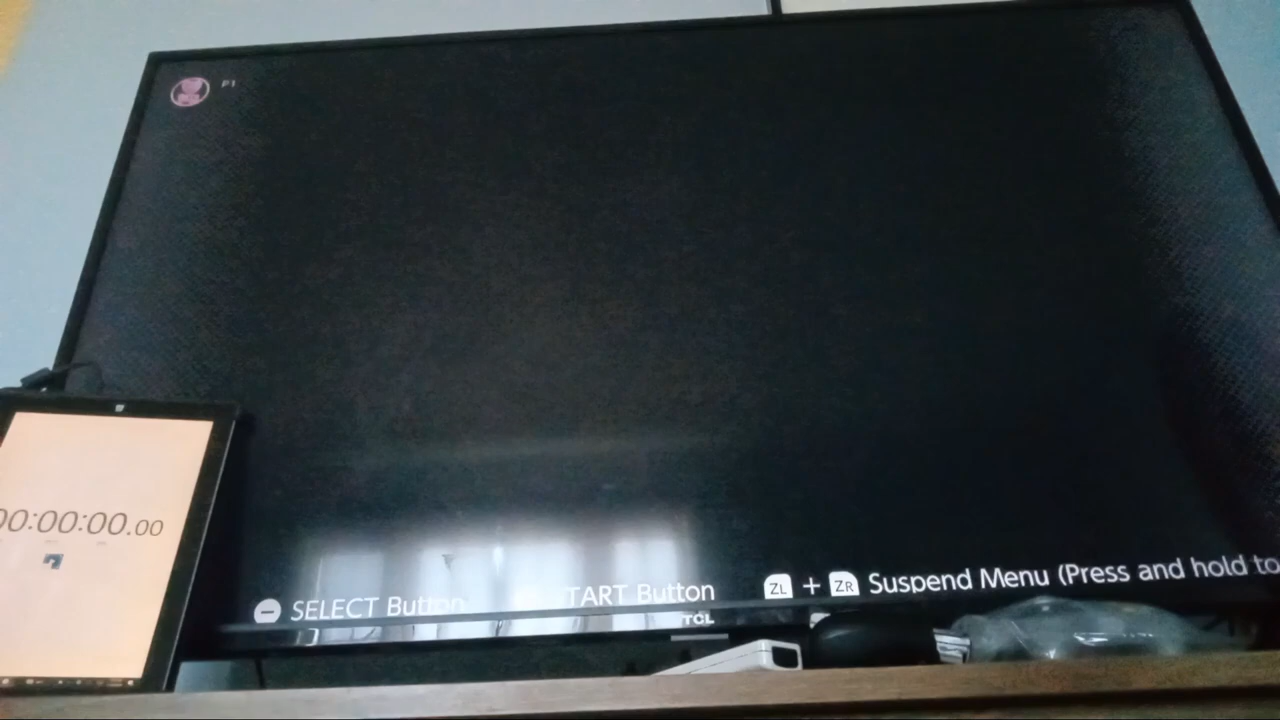 P1
00:00:00.00
SELECT Button
TART Button
ZL + ZR Suspend Menu (Press and hold to
TCL